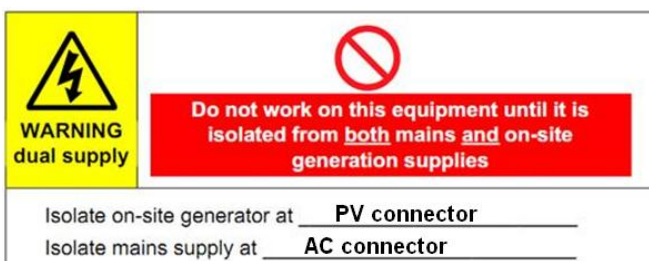 WARNING
dual supply
Do not work on this equipment until it is
isolated from both mains and on-site
generation supplies
Isolate on-site generator at PV connector
Isolate mains supply at AC connector